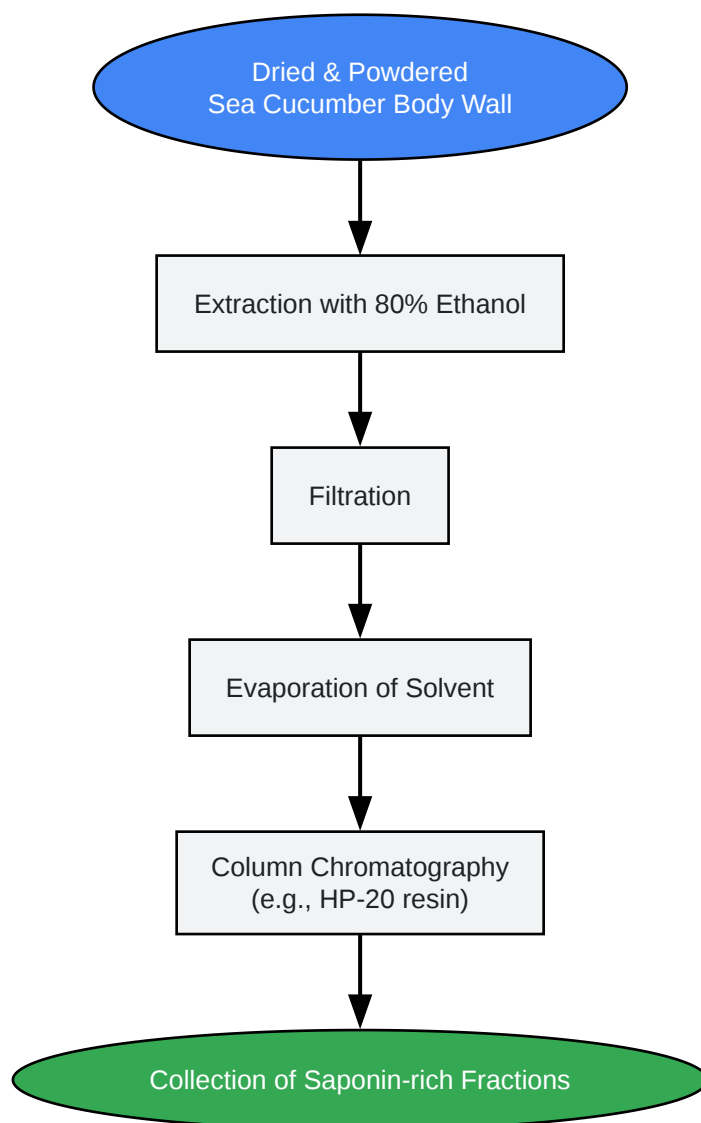 Dried & Powdered
Sea Cucumber Body Wall
Extraction with 80% Ethanol
Filtration
Evaporation of Solvent
Column Chromatography
(e.g., HP-20 resin)
Collection of Saponin-rich Fractions